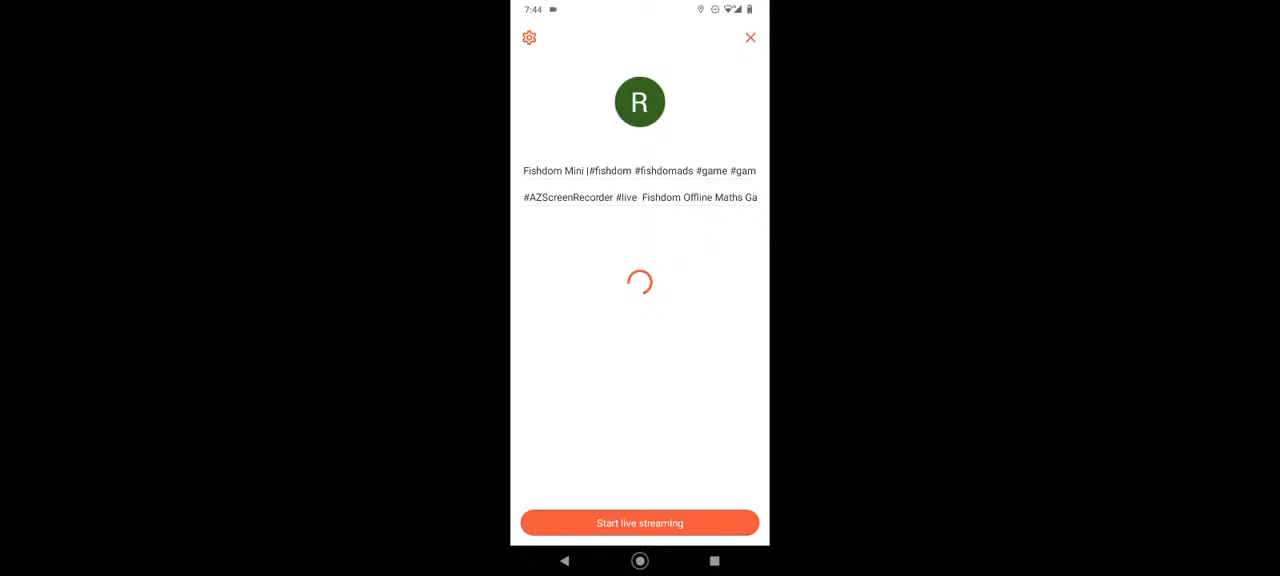 7:44
R
Fishdom Mini |#fishdom #fishdomads #game #gam
#AZScreenRecorder #live Fishdom Offline Maths Ga
Start live streaming